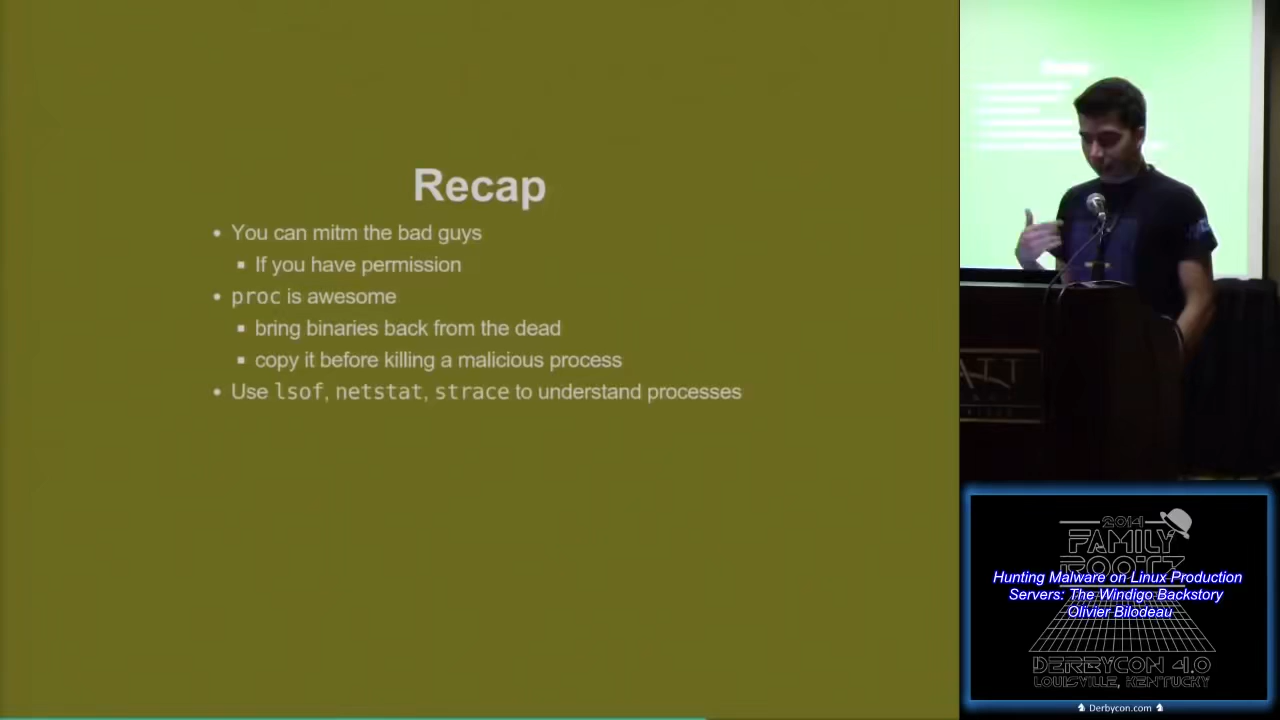 Recap
• You can mitm the bad guys
▪ If you have permission
• proc is awesome
▪ bring binaries back from the dead
▪ copy it before killing a malicious process
• Use lsof, netstat, strace to understand processes
2014
FAMILY
ROOTZ
Hunting Malware on Linux Production
Servers: The Windigo Backstory
Olivier Bilodeau
DERBYCON 4.0
LOUISVILLE, KENTUCKY
Derbycon.com